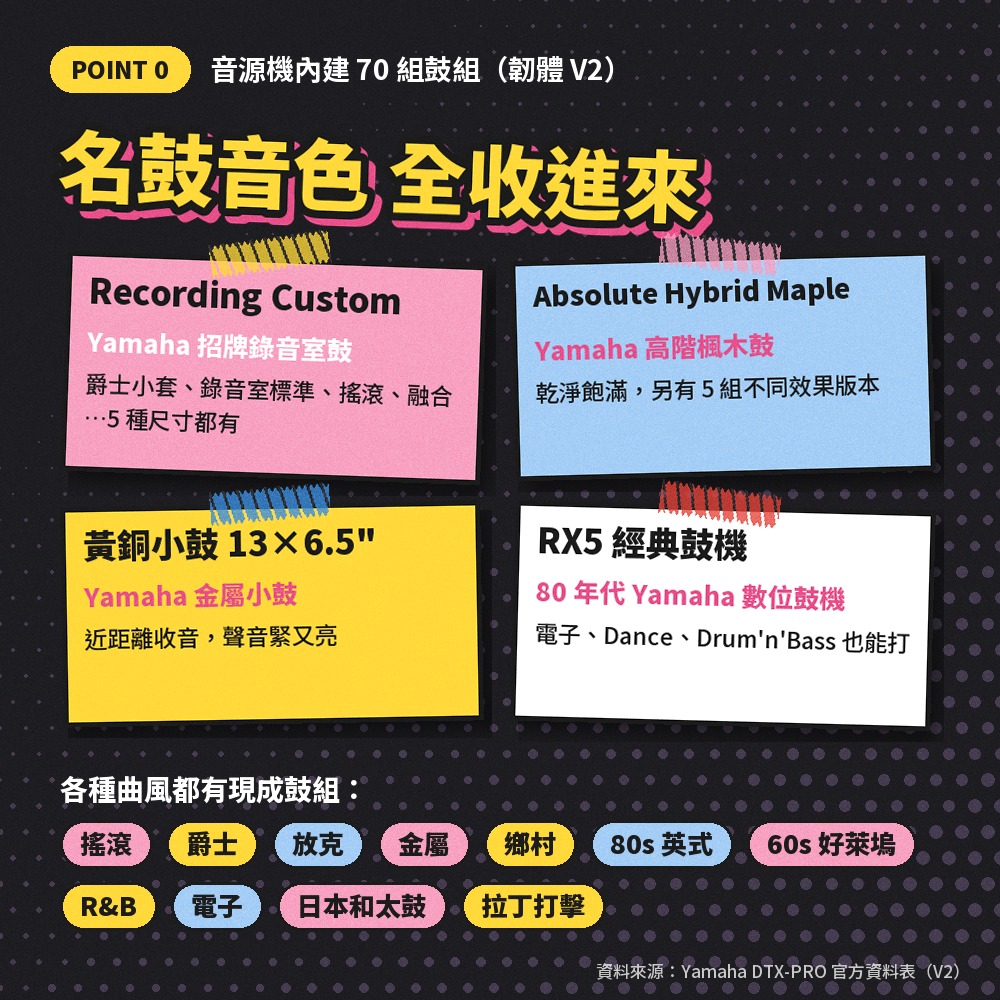 POINT 0
音源機內建 70 組鼓組（韌體 V2）
名鼓音色 全收進來
Recording Custom
Yamaha 招牌錄音室鼓
爵士小套、錄音室標準、搖滾、融合
…5 種尺寸都有
Absolute Hybrid Maple
Yamaha 高階楓木鼓
乾淨飽滿，另有 5 組不同效果版本
黃銅小鼓 13×6.5"
Yamaha 金屬小鼓
近距離收音，聲音緊又亮
RX5 經典鼓機
80 年代 Yamaha 數位鼓機
電子、Dance、Drum'n'Bass 也能打
各種曲風都有現成鼓組：
搖滾 爵士 放克 金屬 鄉村 80s 英式 60s 好萊塢
R&B 電子 日本和太鼓 拉丁打擊
資料來源：Yamaha DTX-PRO 官方資料表（V2）